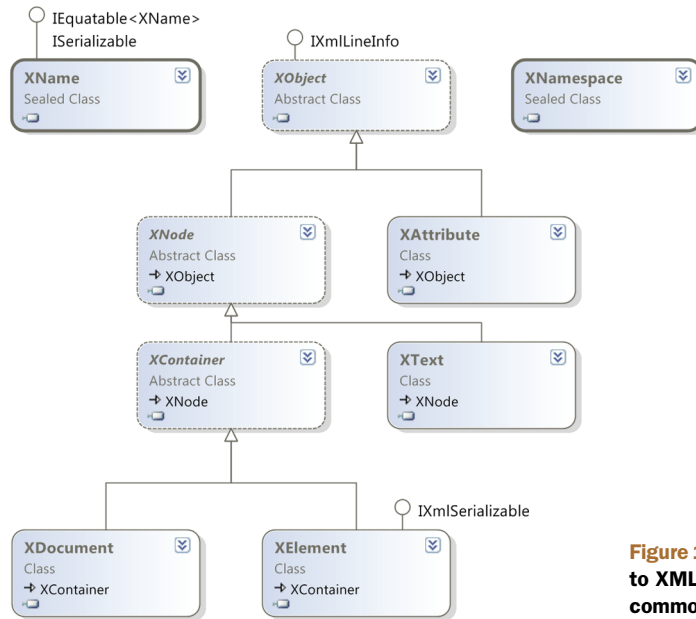 IEquatable<XName>
ISerializable
IXmlLineInfo
XName
Sealed Class
XObject
Abstract Class
XNamespace
Sealed Class
XNode
Abstract Class
XObject
XAttribute
Class
XObject
XContainer
Abstract Class
XNode
XText
Class
XNode
IXmlSerializable
XDocument
Class
XContainer
XElement
Class
XContainer
Figure
to XML